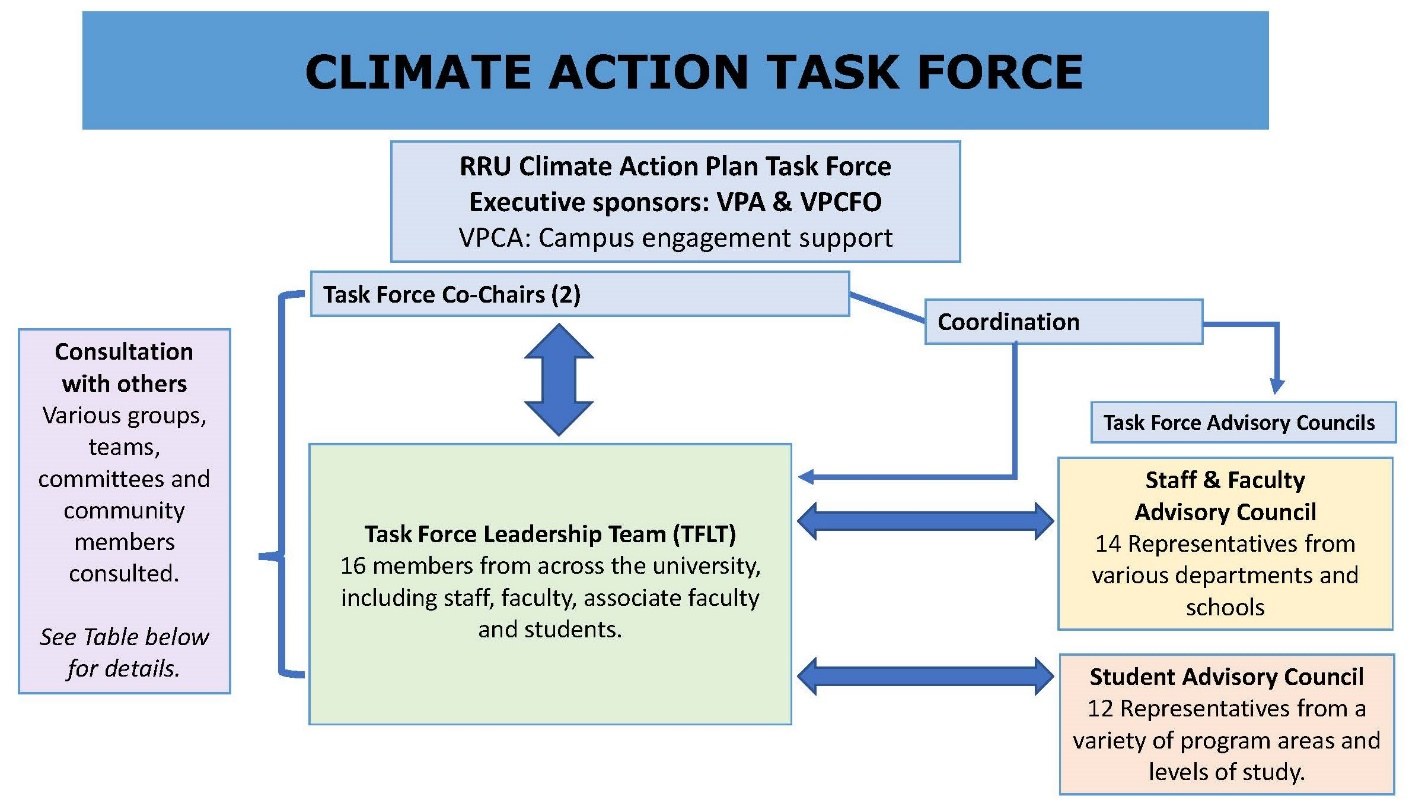 CLIMATE ACTION TASK FORCE
RRU Climate Action Plan Task Force
Executive sponsors: VPA & VPCFO
VPCA: Campus engagement support
Task Force Co-Chairs (2)
Coordination
Consultation
with others
Various groups,
teams,
committees and
community
members
consulted.
See Table below
for details.
Task Force Leadership Team (TFLT)
16 members from across the university,
including staff, faculty, associate faculty
and students.
Task Force Advisory Councils
Staff & Faculty
Advisory Council
14 Representatives from
various departments and
schools
Student Advisory Council
12 Representatives from a
variety of program areas and
levels of study.